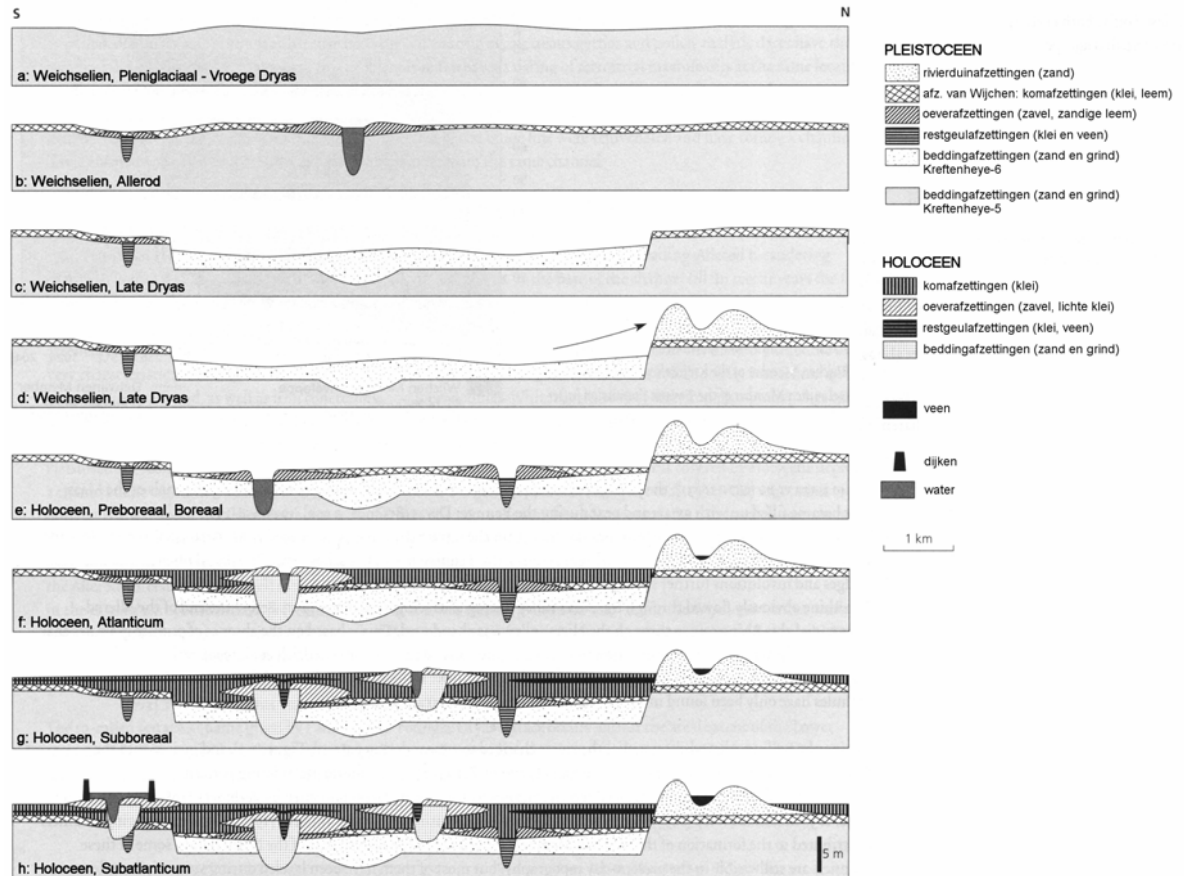 S
N
a: Weichselien, Pleniglaciaal - Vroege Dryas
b: Weichselien, Allerod
c: Weichselien, Late Dryas
d: Weichselien, Late Dryas
e: Holoceen, Preboreaal, Boreaal
f: Holoceen, Atlanticum
g: Holoceen, Subboreaal
h: Holoceen, Subatlanticum
5 m
PLEISTOCEEN
rivierduinafzettingen (zand)
afz. van Wijchen: komafzettingen (klei, leem)
oeverafzettingen (zavel, zandige leem)
restgeulafzettingen (klei en veen)
beddingafzettingen (zand en grind)
Kreftenheye-6
beddingafzettingen (zand en grind)
Kreftenheye-5
HOLOCEEN
komafzettingen (klei)
oeverafzettingen (zavel, lichte klei)
restgeulafzettingen (klei, veen)
beddingafzettingen (zand en grind)
veen
dijken
water
1 km